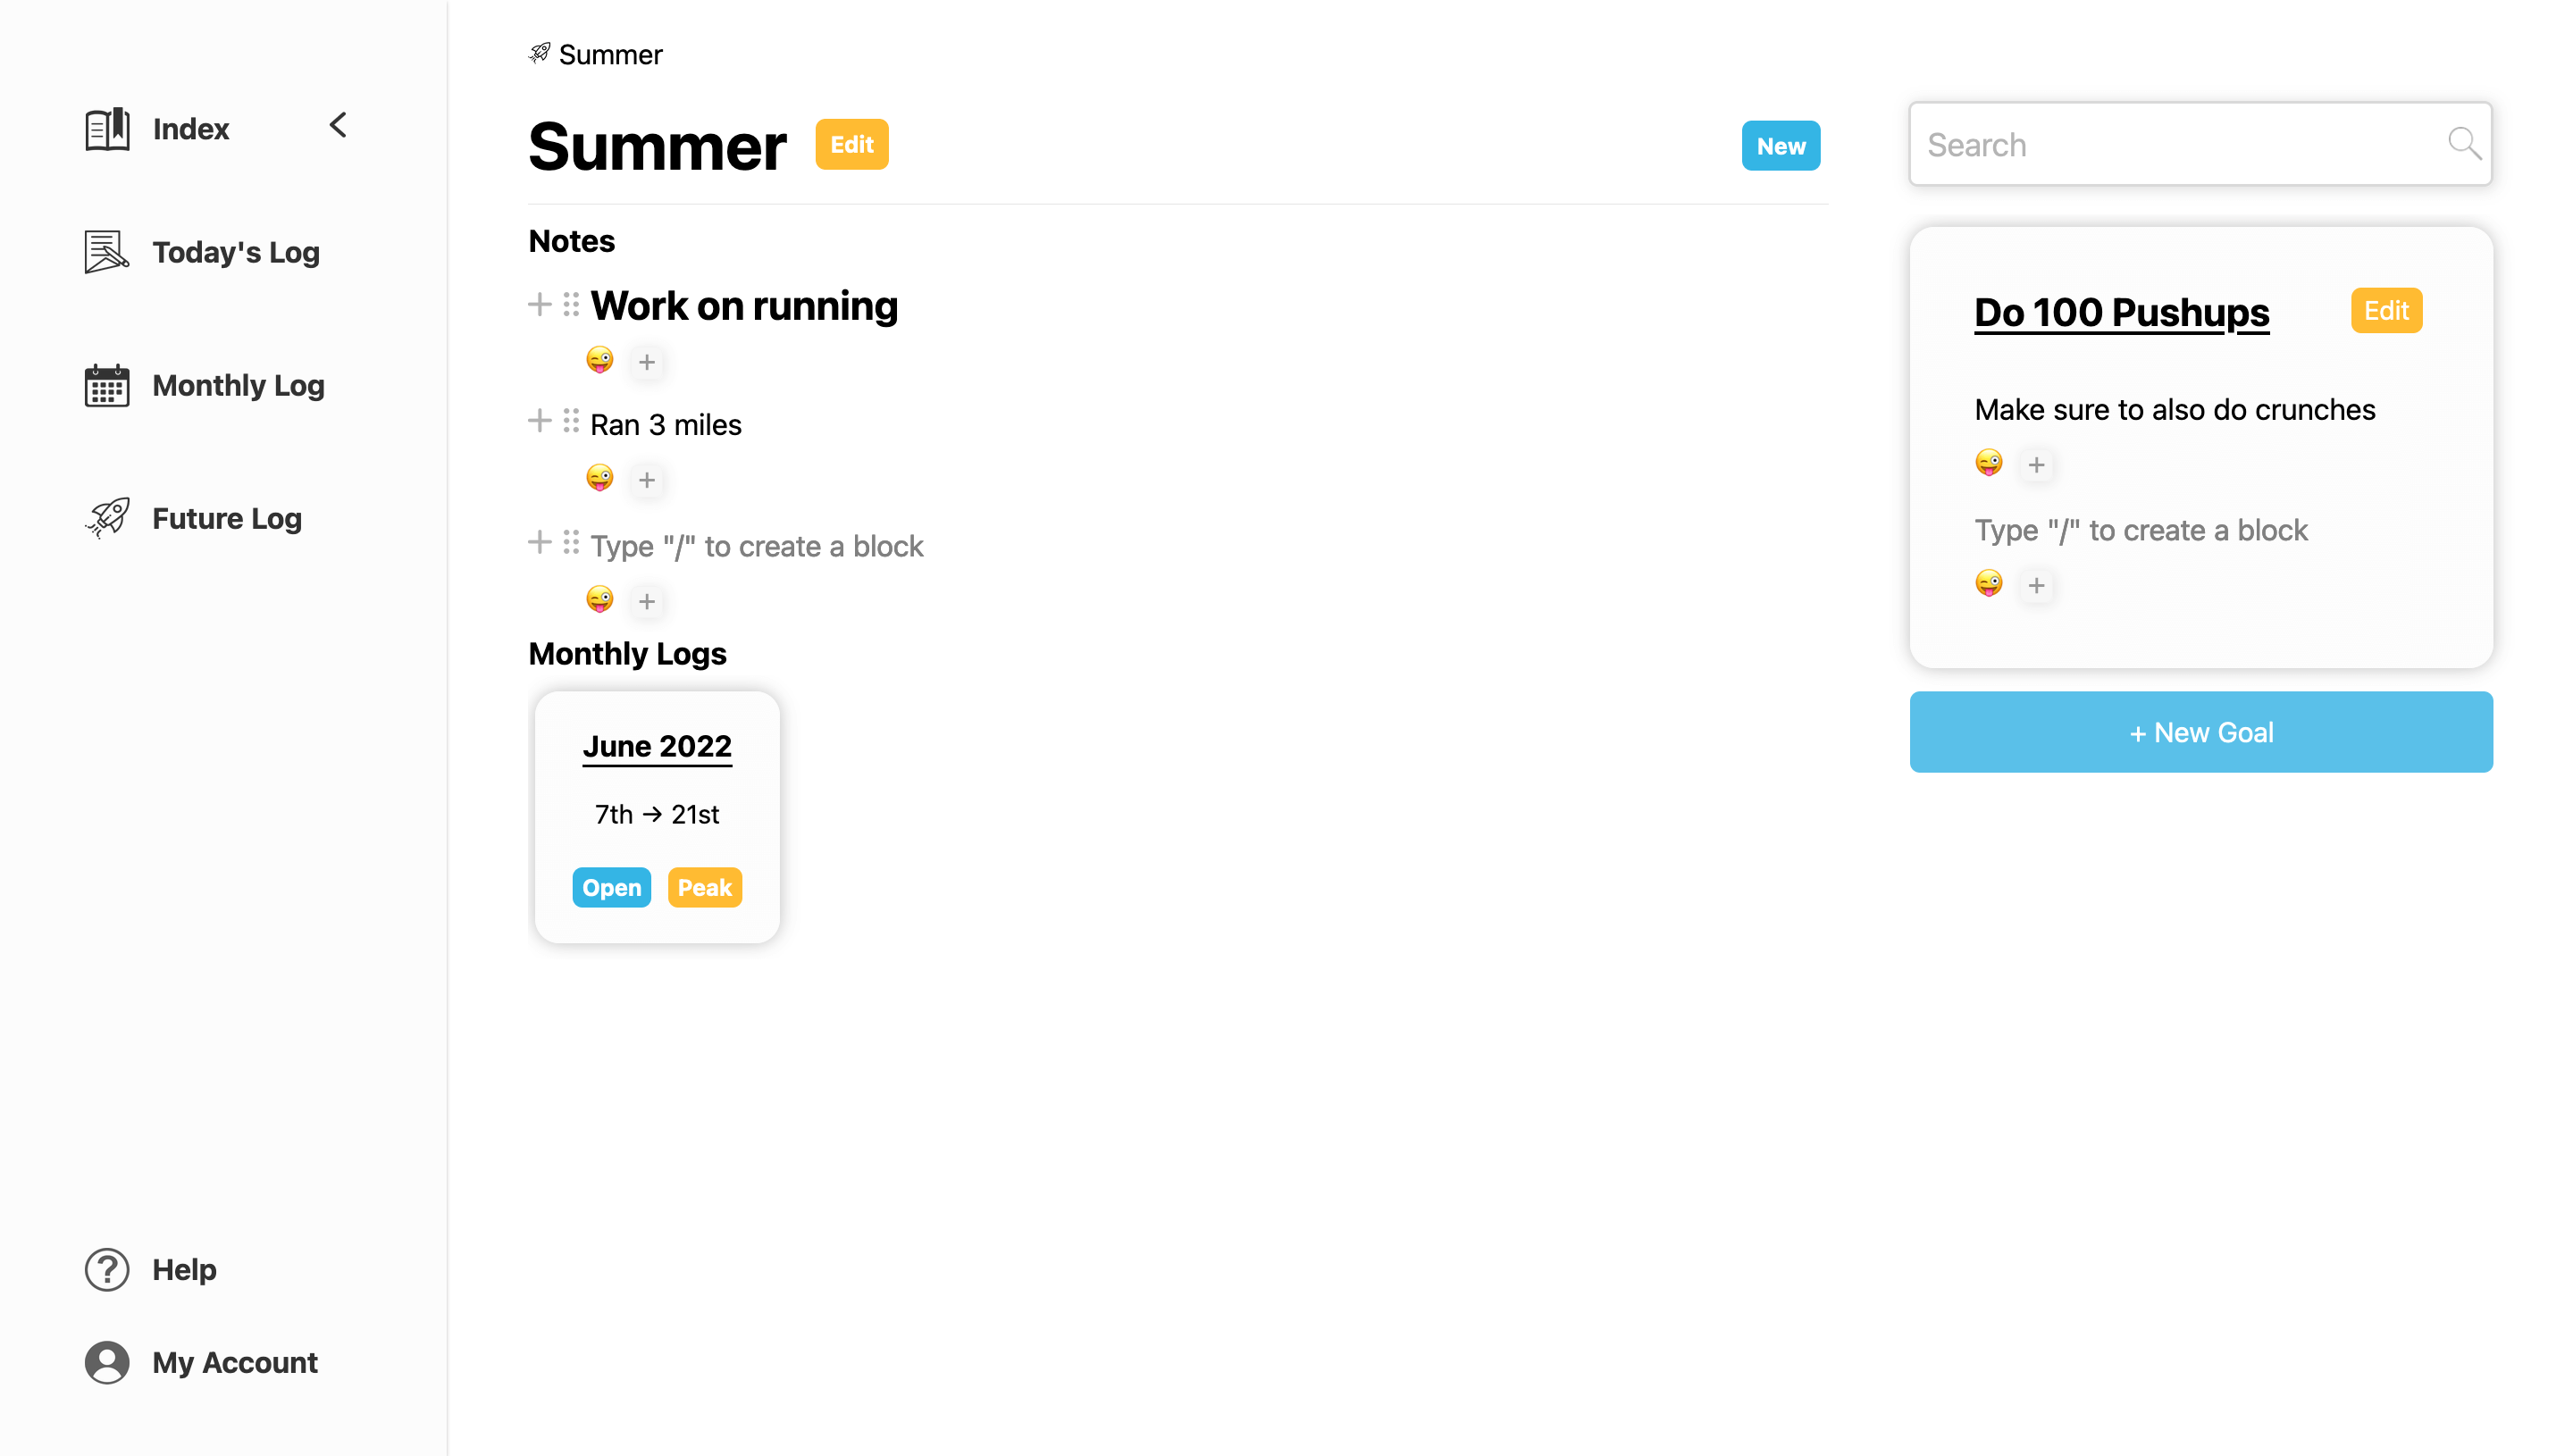 Index
Today's Log
Monthly Log
Future Log
Help
My Account
Summer
Summer
Edit
New
Notes
Work on running
Ran 3 miles
Type "/" to create a block
Monthly Logs
June 2022
7th → 21st
Open
Peak
Search
Do 100 Pushups
Edit
Make sure to also do crunches
Type "/" to create a block
+ New Goal